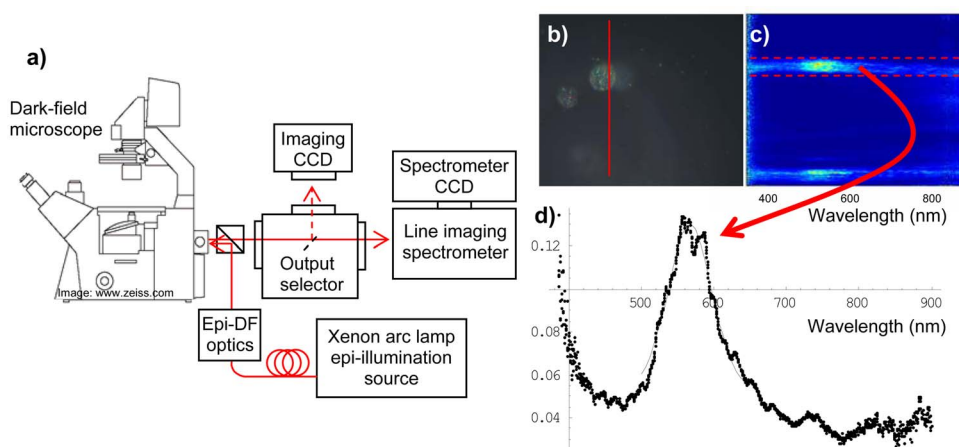 a)
Dark-field
microscope
Image: www.zeiss.com
Imaging
CCD
Spectrometer
CCD
Line imaging
spectrometer
Output
selector
Epi-DF
optics
Xenon arc lamp
epi-illumination
source
b)
c)
400
600
800
Wavelength (nm)
d)
0.12
0.08
0.06
0.04
500
600
700
800
900
Wavelength (nm)